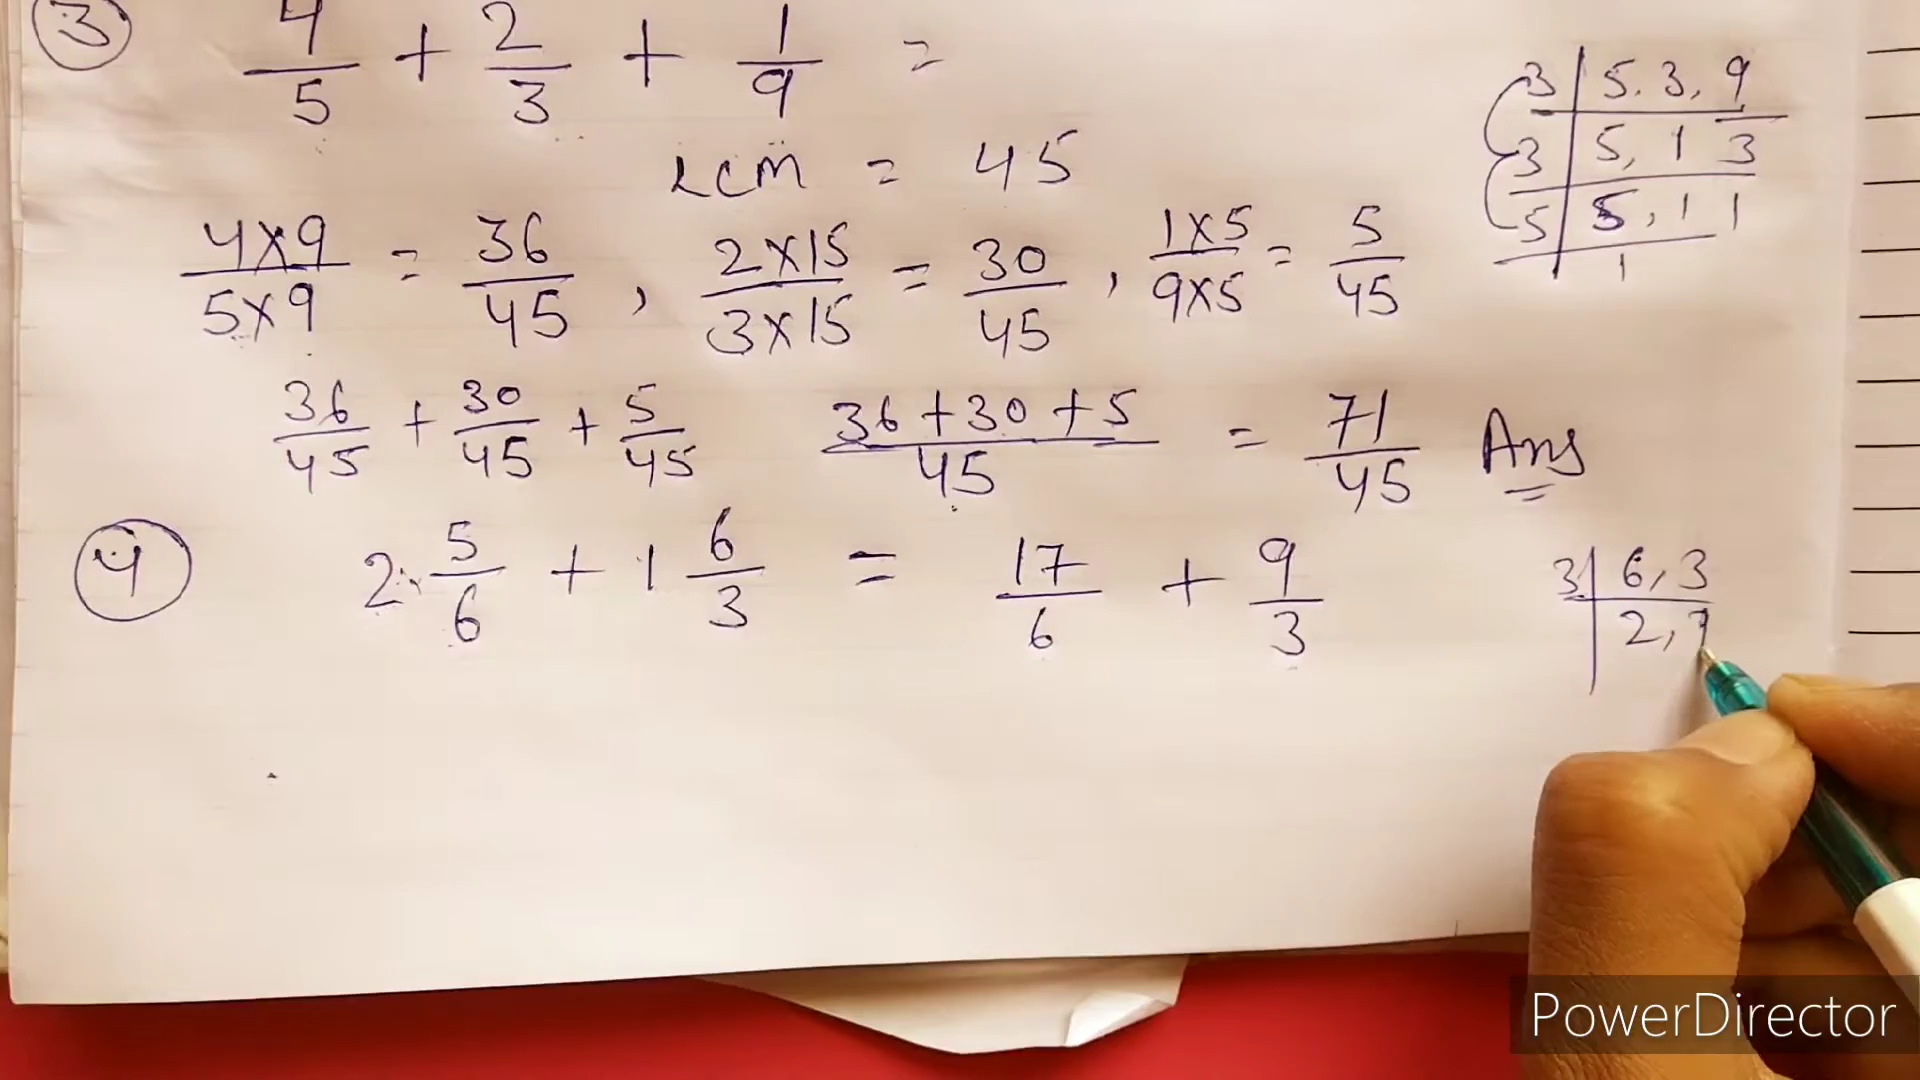 ③ 4/5 + 2/3 + 1/9 =
3 | 5, 3, 9
3 | 5, 1 3
5 | 5, 1 1
1
Lcm = 45
4×9/5×9 = 36/45 , 2×15/3×15 = 30/45 , 1×5/9×5 = 5/45
36/45 + 30/45 + 5/45 36+30+5/45 = 71/45 Ans
④ 2 5/6 + 1 6/3 = 17/6 + 9/3
3 | 6, 3
2, 1
PowerDirector